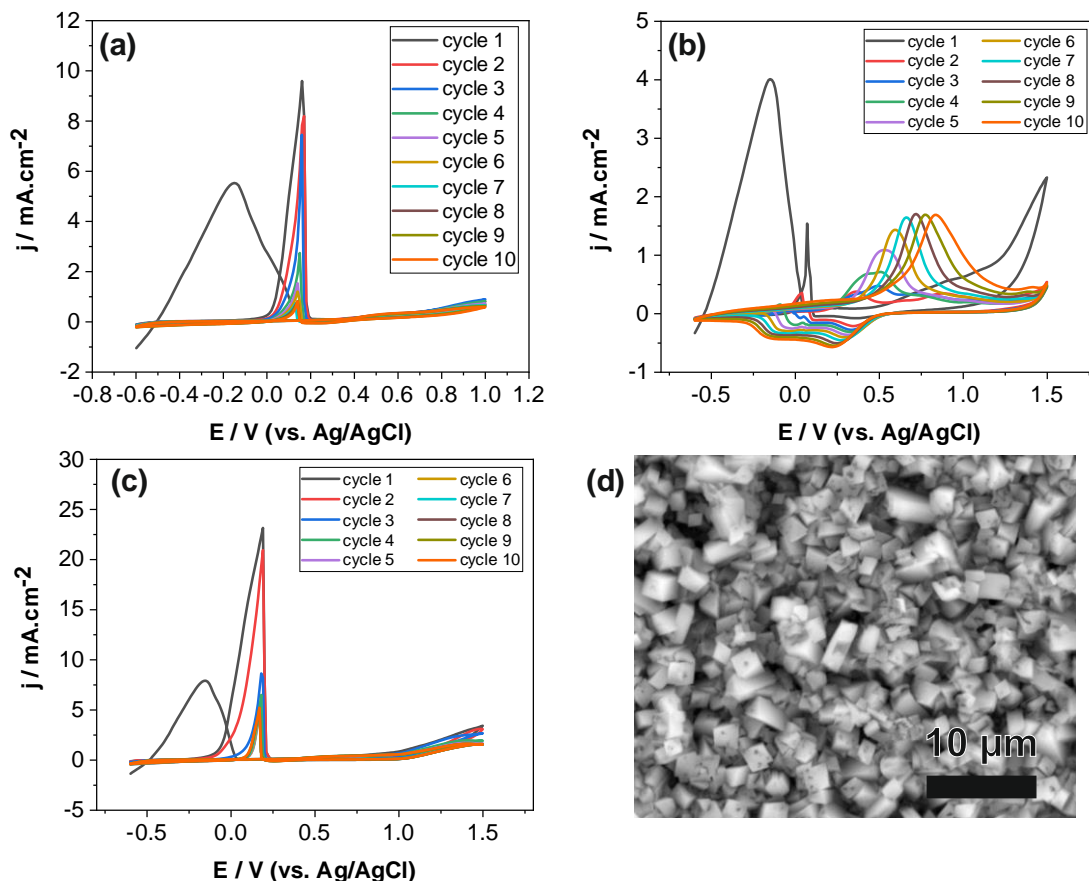 (a)
12
10
8
6
4
2
0
-2
j / mA.cm-2
cycle 1
cycle 2
cycle 3
cycle 4
cycle 5
cycle 6
cycle 7
cycle 8
cycle 9
cycle 10
-0.8 -0.6 -0.4 -0.2 0.0 0.2 0.4 0.6 0.8 1.0 1.2
E / V (vs. Ag/AgCl)
(b)
5
4
3
2
1
0
-1
j / mA.cm-2
cycle 1 cycle 6
cycle 2 cycle 7
cycle 3 cycle 8
cycle 4 cycle 9
cycle 5 cycle 10
-0.5 0.0 0.5 1.0 1.5
E / V (vs. Ag/AgCl)
(c)
30
25
20
15
10
5
0
-5
j / mA.cm-2
cycle 1 cycle 6
cycle 2 cycle 7
cycle 3 cycle 8
cycle 4 cycle 9
cycle 5 cycle 10
-0.5 0.0 0.5 1.0 1.5
E / V (vs. Ag/AgCl)
(d)
10 µm